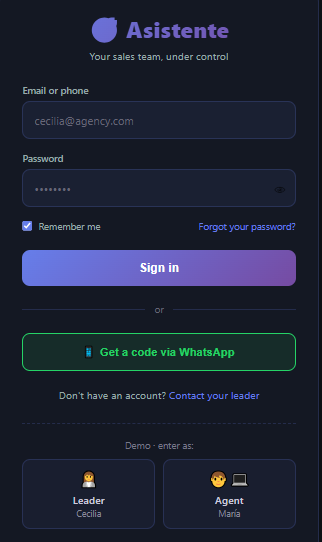 Asistente
Your sales team, under control
Email or phone
cecilia@agency.com
Password
••••••••
Remember me
Forgot your password?
Sign in
or
Get a code via WhatsApp
Don't have an account? Contact your leader
Demo · enter as:
Leader
Cecilia
Agent
María